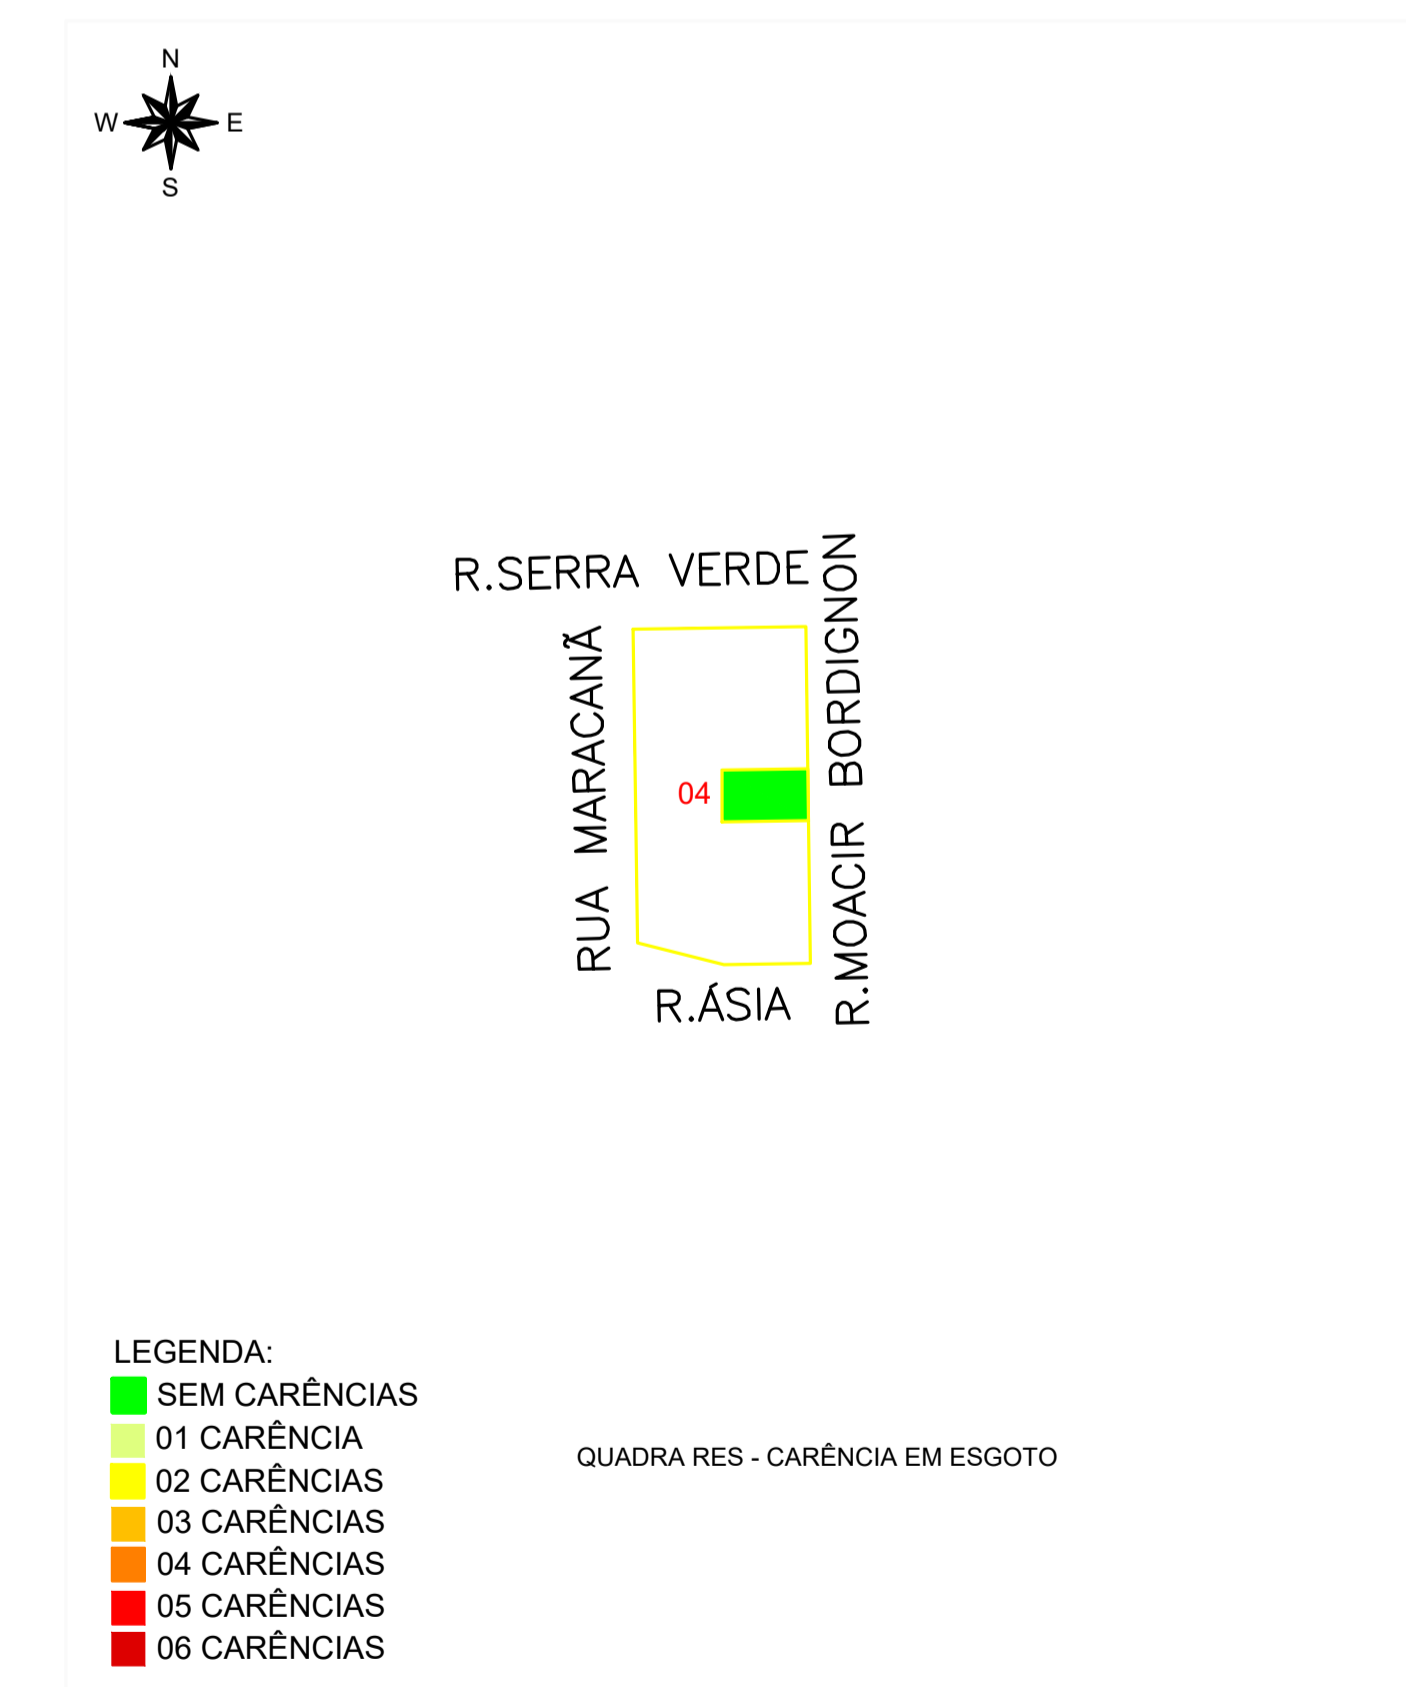 N
W E
S
R.SERRA VERDE
R.MOACIR BORDIGNON
RUA MARACANÃ
04
R.ÁSIA
LEGENDA:
SEM CARÊNCIAS
01 CARÊNCIA
02 CARÊNCIAS
03 CARÊNCIAS
04 CARÊNCIAS
05 CARÊNCIAS
06 CARÊNCIAS
QUADRA RES - CARÊNCIA EM ESGOTO